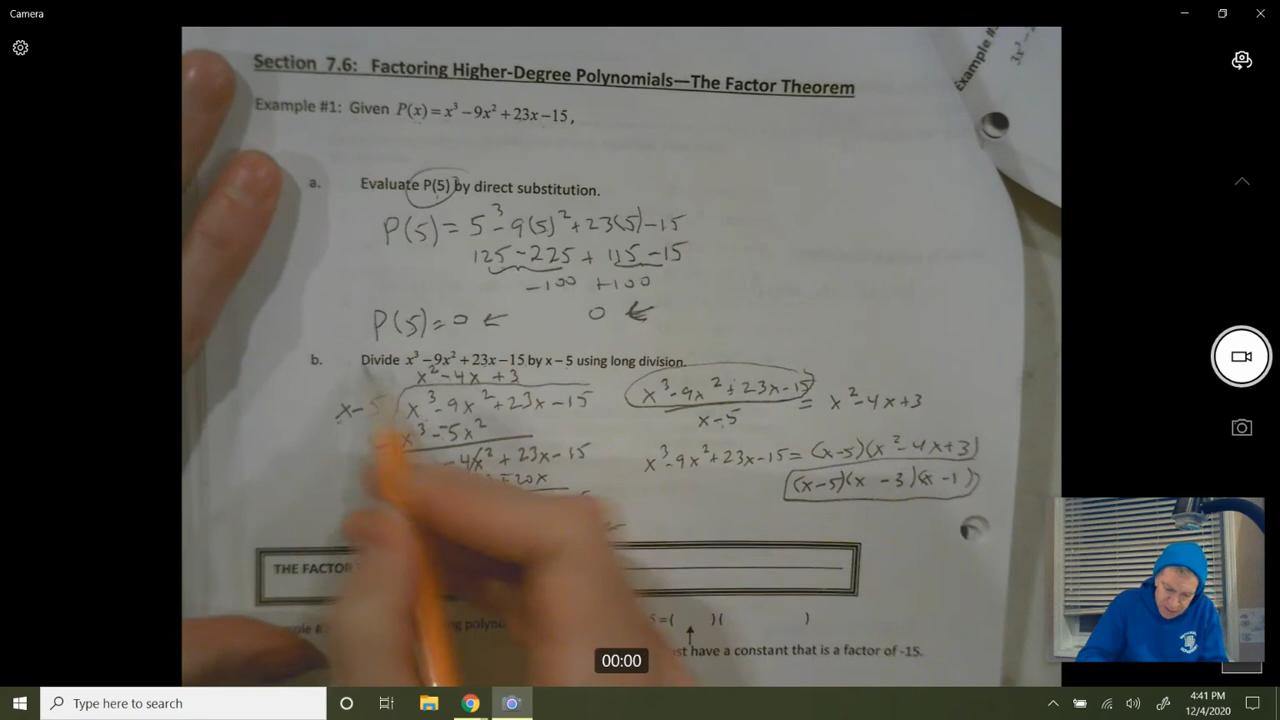 Camera
Section 7.6: Factoring Higher-Degree Polynomials—The Factor Theorem
Example #
3x³ -
Example #1: Given P(x) = x³ − 9x² + 23x − 15,
a. Evaluate P(5) by direct substitution.
P(5) = 5³ - 9(5)² + 23(5) - 15
125 - 225 + 115 - 15
-100 +100
0 ←
P(5) = 0 ←
b. Divide x³ − 9x² + 23x − 15 by x − 5 using long division.
x² - 4x + 3
x - 5 x³ - 9x² + 23x - 15
x³ - 5x²
- 4x² + 23x - 15
20x
x³ - 9x² + 23x - 15
x - 5
= x² - 4x + 3
x³ - 9x² + 23x - 15 = (x - 5)(x² - 4x + 3)
(x - 5)(x - 3)(x - 1)
THE FACTOR
5 = ( )( )
have a constant that is a factor of -15.
00:00
Type here to search
4:41 PM
12/4/2020